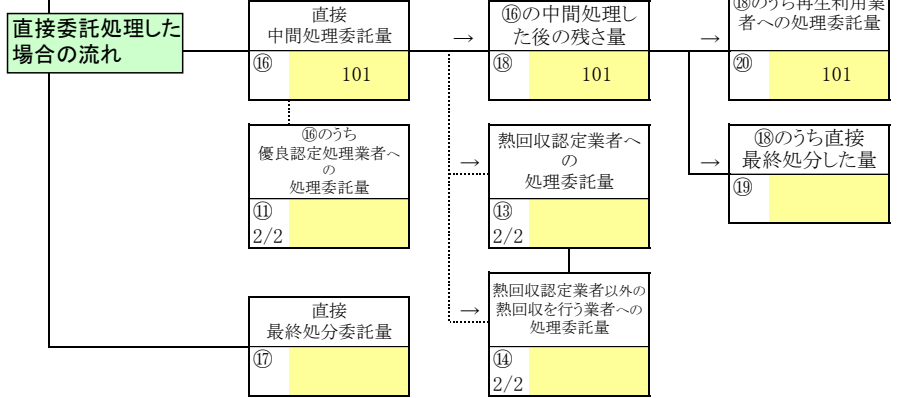 直接委託処理した
場合の流れ
直接
中間処理委託量
⑯
101
→
⑯の中間処理し
た後の残さ量
⑱
101
→
⑱のうち再生利用業
者への処理委託量
⑳
101
⑯のうち
優良認定処理業者へ
の
処理委託量
⑪
2/2
→
熱回収認定業者へ
の
処理委託量
⑬
2/2
→
⑱のうち直接
最終処分した量
⑲
直接
最終処分委託量
⑰
→
熱回収認定業者以外の
熱回収を行う業者への
処理委託量
⑭
2/2